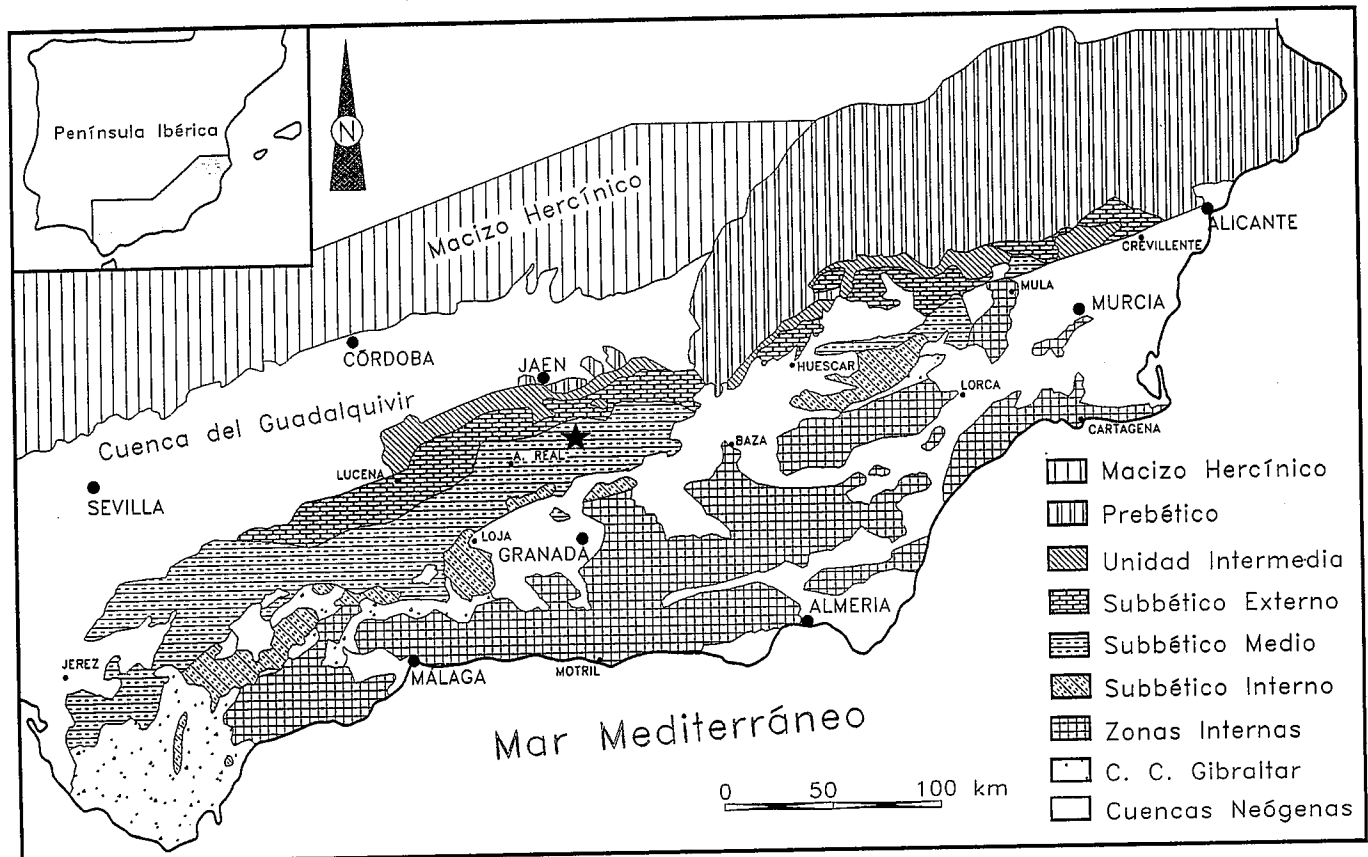 Península Ibérica
N
Macizo Hercínico
ALICANTE
CREVILLENTE
MULA
MURCIA
CÓRDOBA
JAEN
HUESCAR
LORCA
Cuenca del Guadalquivir
CARTAGENA
BAZA
A. REAL
LUCENA
SEVILLA
LOJA
GRANADA
ALMERIA
JEREZ
MÁLAGA
MOTRIL
Mar Mediterráneo
0 50 100 km
Macizo Hercínico
Prebético
Unidad Intermedia
Subbético Externo
Subbético Medio
Subbético Interno
Zonas Internas
C. C. Gibraltar
Cuencas Neógenas